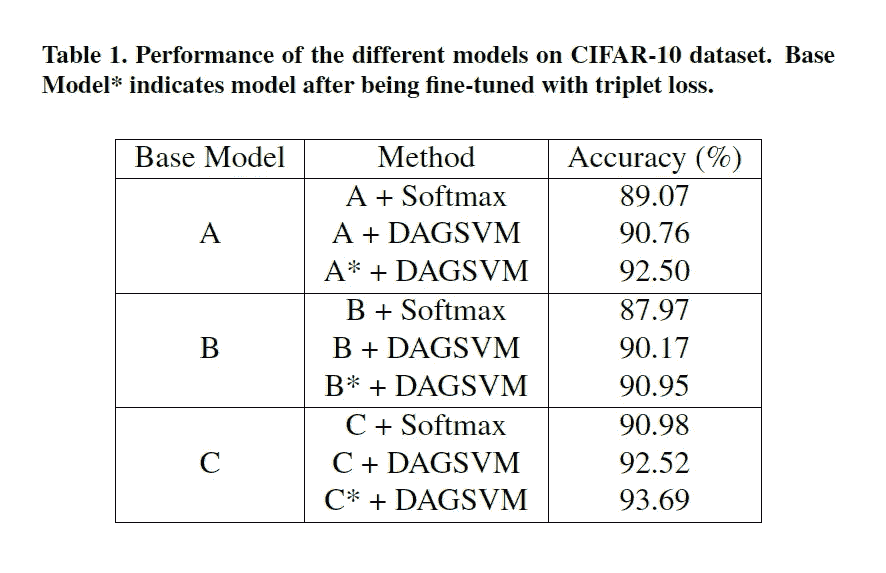 Table 1. Performance of the different models on CIFAR-10 dataset. Base
Model* indicates model after being fine-tuned with triplet loss.
Base Model Method Accuracy (%)
A + Softmax 89.07
A A + DAGSVM 90.76
A* + DAGSVM 92.50
B + Softmax 87.97
B B + DAGSVM 90.17
B* + DAGSVM 90.95
C + Softmax 90.98
C C + DAGSVM 92.52
C* + DAGSVM 93.69